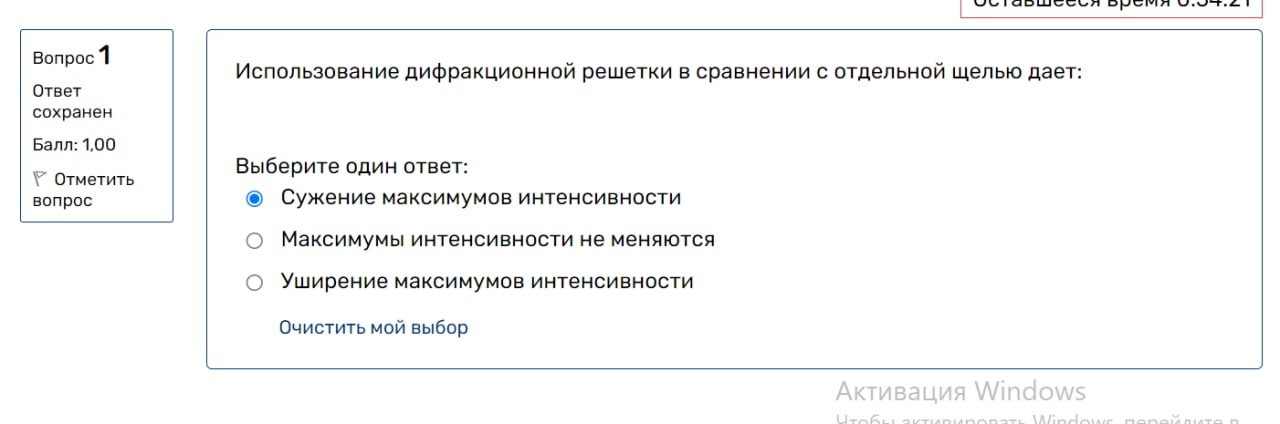 Оставшееся время 0:54:21
Вопрос 1
Ответ
сохранен
Балл: 1,00
Отметить
вопрос
Использование дифракционной решетки в сравнении с отдельной щелью дает:
Выберите один ответ:
Сужение максимумов интенсивности
Максимумы интенсивности не меняются
Уширение максимумов интенсивности
Очистить мой выбор
Активация Windows
Чтобы активировать Windows, перейдите в